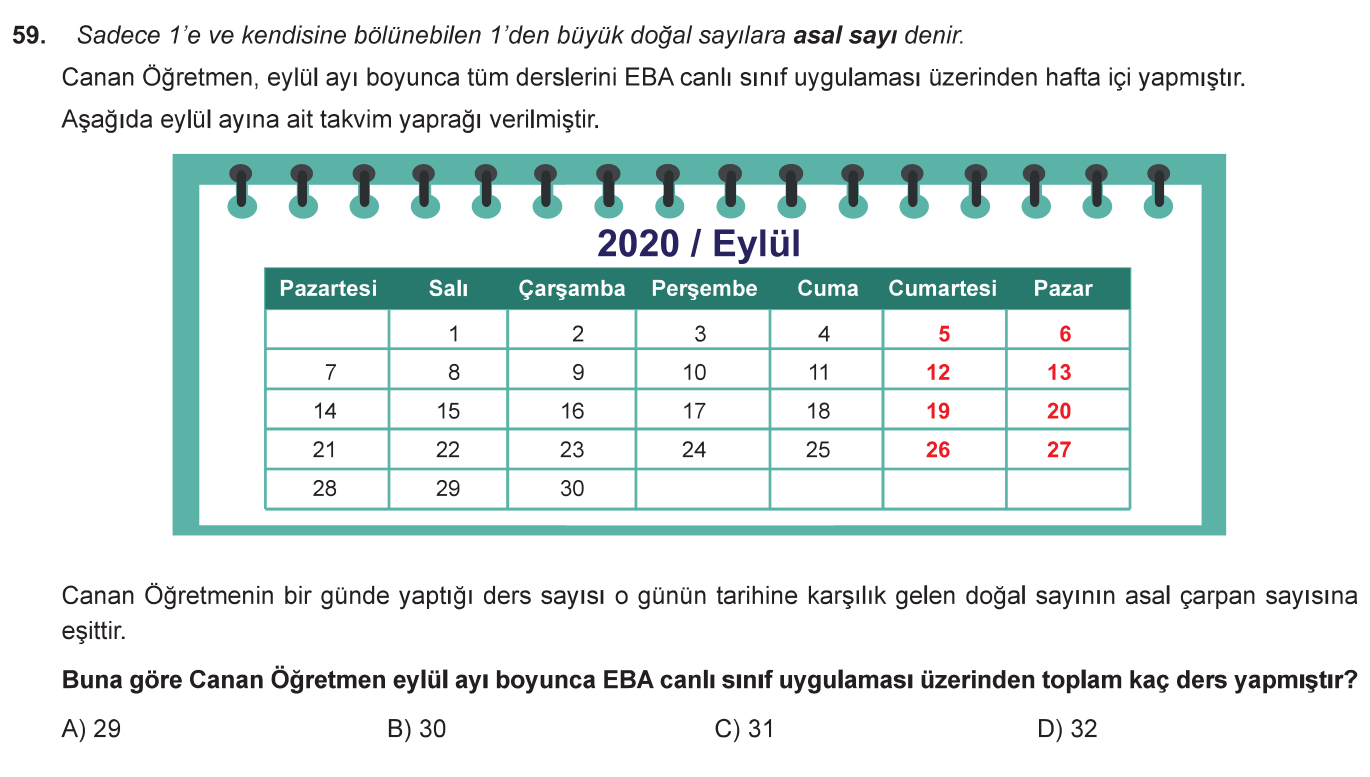 59. Sadece 1’e ve kendisine bölünebilen 1’den büyük doğal sayılara asal sayı denir.
Canan Öğretmen, eylül ayı boyunca tüm derslerini EBA canlı sınıf uygulaması üzerinden hafta içi yapmıştır.
Aşağıda eylül ayına ait takvim yaprağı verilmiştir.
2020 / Eylül
Pazartesi Salı Çarşamba Perşembe Cuma Cumartesi Pazar
1 2 3 4 5 6
7 8 9 10 11 12 13
14 15 16 17 18 19 20
21 22 23 24 25 26 27
28 29 30
Canan Öğretmenin bir günde yaptığı ders sayısı o günün tarihine karşılık gelen doğal sayının asal çarpan sayısına
eşittir.
Buna göre Canan Öğretmen eylül ayı boyunca EBA canlı sınıf uygulaması üzerinden toplam kaç ders yapmıştır?
A) 29 B) 30 C) 31 D) 32